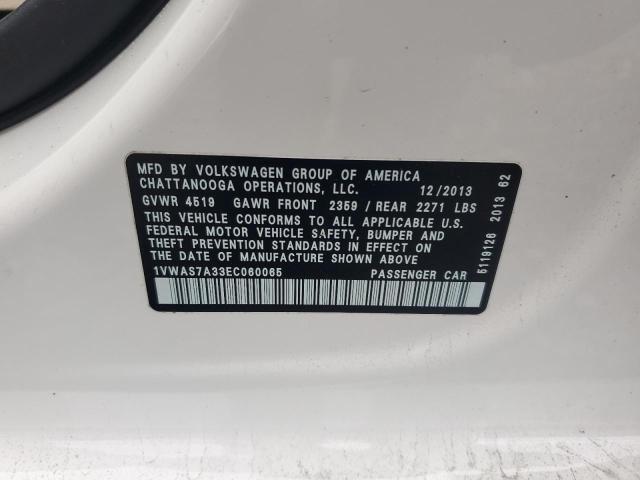 MFD BY VOLKSWAGEN GROUP OF AMERICA
CHATTANOOGA OPERATIONS, LLC. 12/2013
GVWR 4519 GAWR FRONT 2359 / REAR 2271 LBS
THIS VEHICLE CONFORMS TO ALL APPLICABLE U.S.
FEDERAL MOTOR VEHICLE SAFETY, BUMPER AND
THEFT PREVENTION STANDARDS IN EFFECT ON
THE DATE OF MANUFACTURE SHOWN ABOVE
1VWAS7A33EC060065 PASSENGER CAR
5119126 2013 62